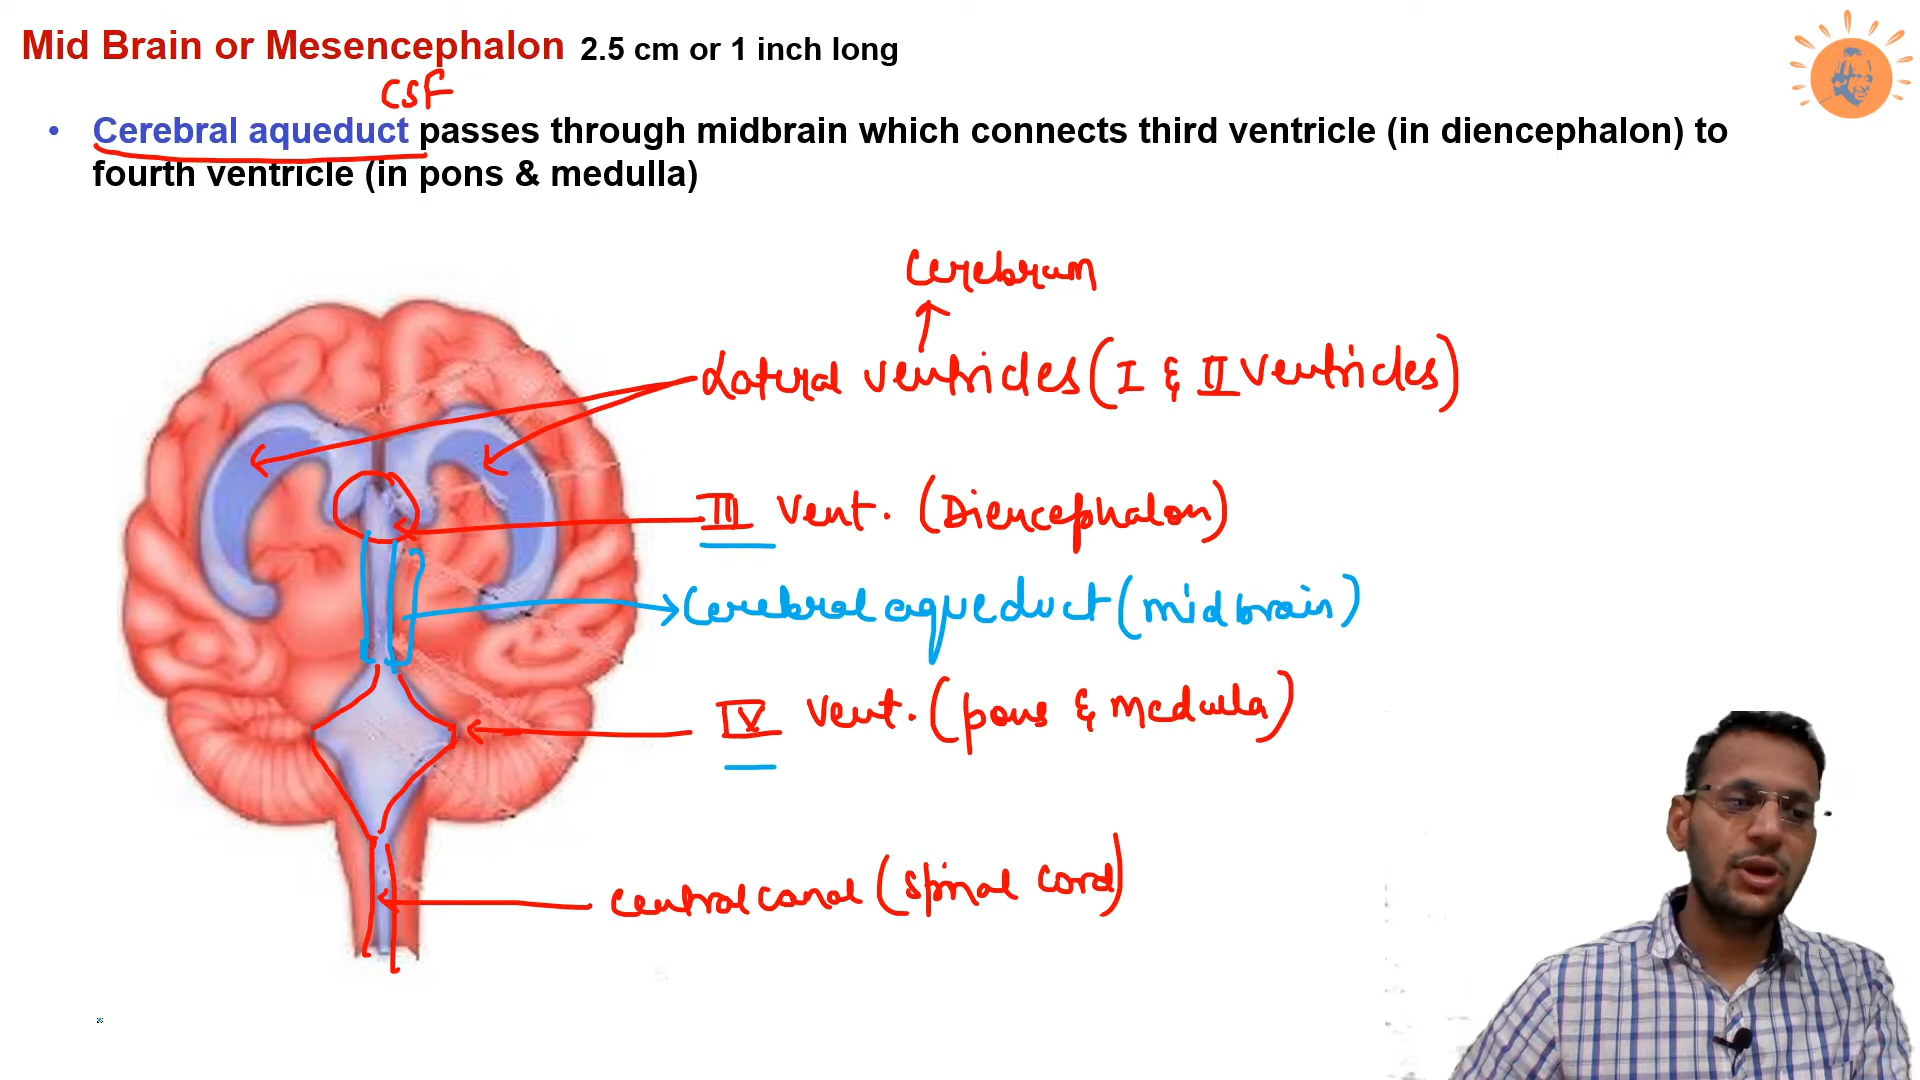 Mid Brain or Mesencephalon 2.5 cm or 1 inch long
CSF
• Cerebral aqueduct passes through midbrain which connects third ventricle (in diencephalon) to
fourth ventricle (in pons & medulla)
Cerebrum
Lateral ventricles (I & II ventricles)
III Vent. (Diencephalon)
Cerebral aqueduct (midbrain)
IV Vent. (pons & Medulla)
Central canal (spinal cord)